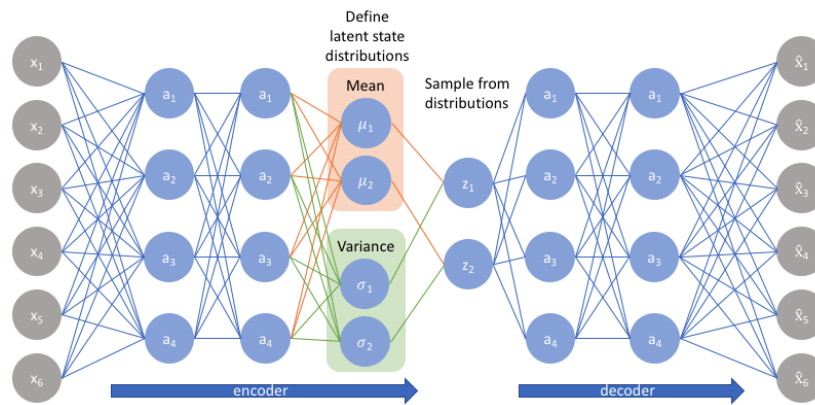 Define
latent state
distributions
Mean
Sample from
distributions
Variance
x₁
x₂
x₃
x₄
x₅
x₆
a₁
a₂
a₃
a₄
a₁
a₂
a₃
a₄
μ₁
μ₂
σ₁
σ₂
z₁
z₂
a₁
a₂
a₃
a₄
a₁
a₂
a₃
a₄
x̂₁
x̂₂
x̂₃
x̂₄
x̂₅
x̂₆
encoder
decoder